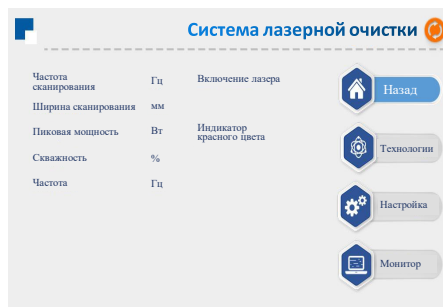 Система лазерной очистки
Частота
сканирования
Гц
Включение лазера
Назад
Ширина сканирования
мм
Пиковая мощность
Вт
Индикатор
красного цвета
Технологии
Скважность
%
Частота
Гц
Настройка
Монитор